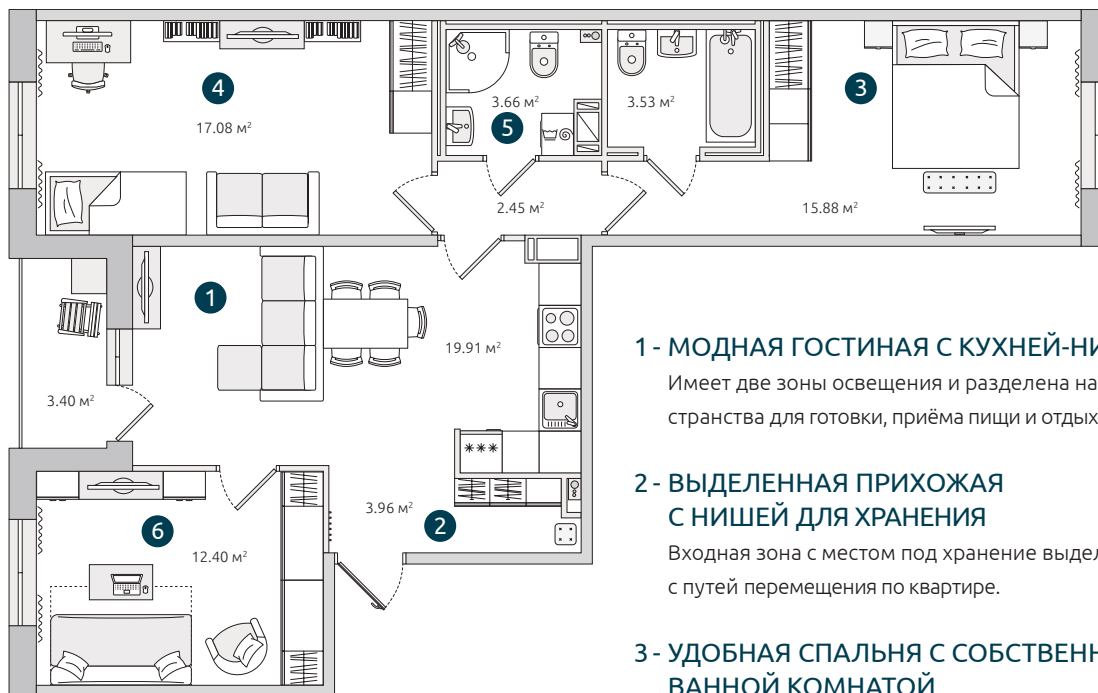 4
17.08 м²
3.66 м²
5
3.53 м²
3
15.88 м²
2.45 м²
1
19.91 м²
3.40 м²
3.96 м²
2
6
12.40 м²
1 - МОДНАЯ ГОСТИНАЯ С КУХНЕЙ-НИ
Имеет две зоны освещения и разделена на
странства для готовки, приёма пищи и отдых
2 - ВЫДЕЛЕННАЯ ПРИХОЖАЯ
С НИШЕЙ ДЛЯ ХРАНЕНИЯ
Входная зона с местом под хранение выдел
с путей перемещения по квартире.
3 - УДОБНАЯ СПАЛЬНЯ С СОБСТВЕНН
ВАННОЙ КОМНАТОЙ